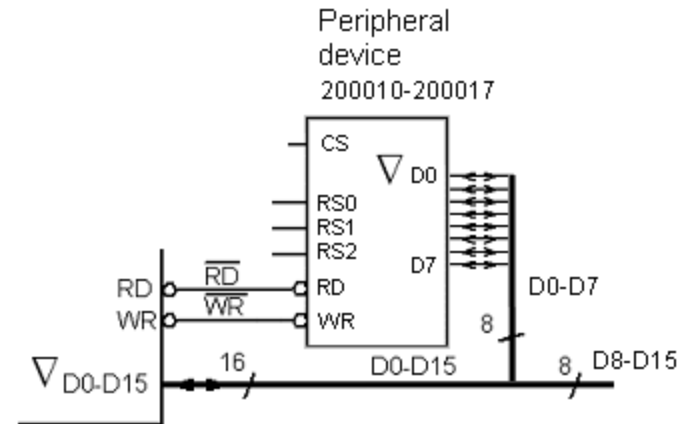 Peripheral
device
200010-200017
CS
D0
RS0
RS1
RS2
D7
RD
RD
RD
D0-D7
WR
WR
WR
8
16
D0-D15
8
D8-D15
D0-D15